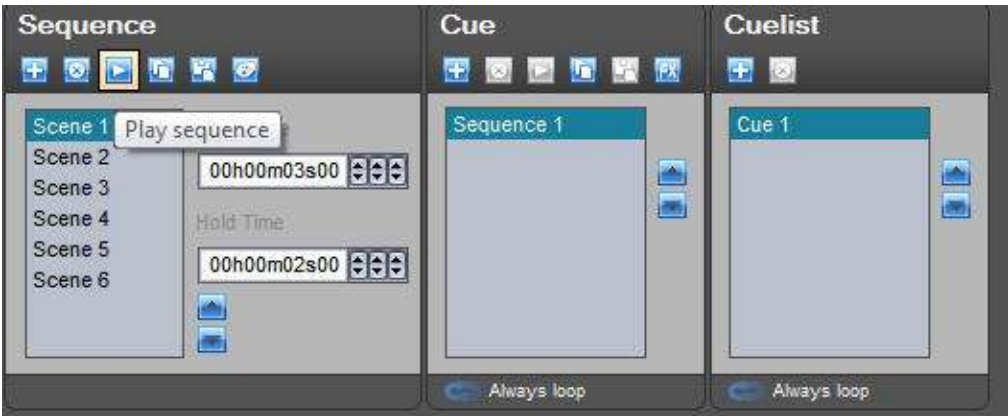 Sequence
Cue
Cuelist
FX
Scene 1
Play sequence
Scene 2
Scene 3
Scene 4
Scene 5
Scene 6
00h00m03s00
Hold Time
00h00m02s00
Sequence 1
Cue 1
Always loop
Always loop